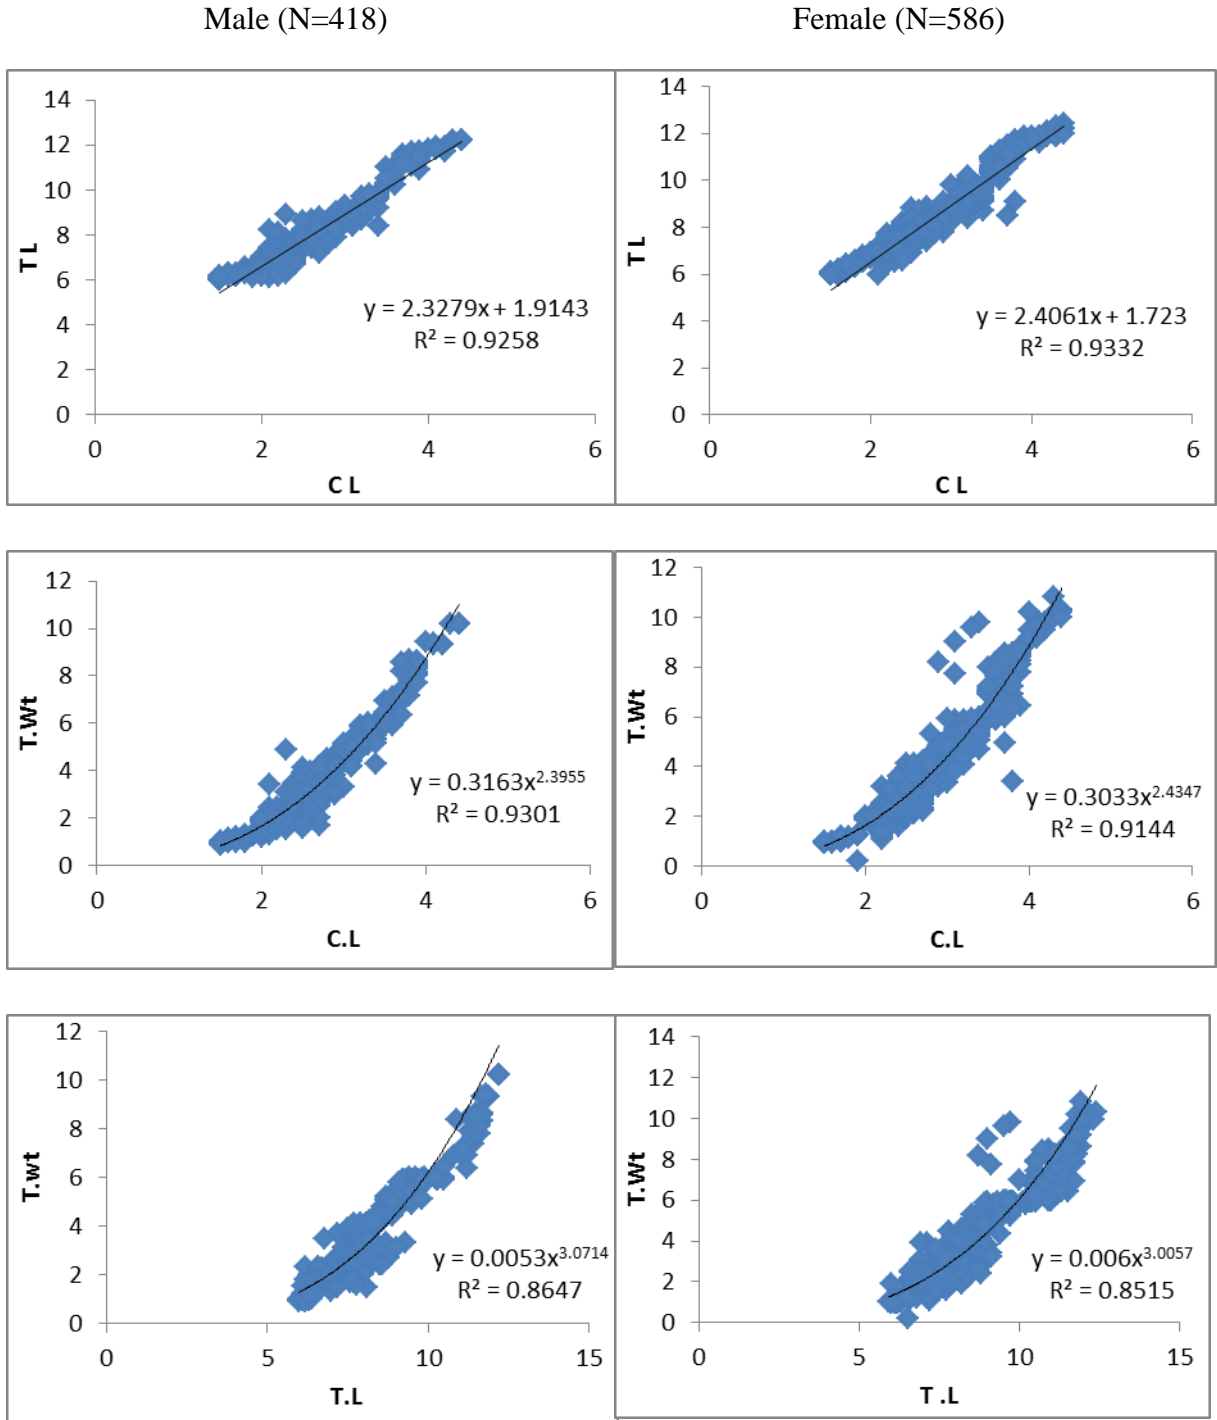 Male (N=418)
Female (N=586)
14
12
10
8
6
4
2
0
0
2
4
6
T L
C L
y = 2.3279x + 1.9143
R² = 0.9258
14
12
10
8
6
4
2
0
0
2
4
6
T L
C L
y = 2.4061x + 1.723
R² = 0.9332
12
10
8
6
4
2
0
0
2
4
6
T.Wt
C.L
y = 0.3163x^2.3955
R² = 0.9301
12
10
8
6
4
2
0
0
2
4
6
T.Wt
C.L
y = 0.3033x^2.4347
R² = 0.9144
12
10
8
6
4
2
0
0
5
10
15
T.wt
T.L
y = 0.0053x^3.0714
R² = 0.8647
14
12
10
8
6
4
2
0
0
5
10
15
T.Wt
T .L
y = 0.006x^3.0057
R² = 0.8515